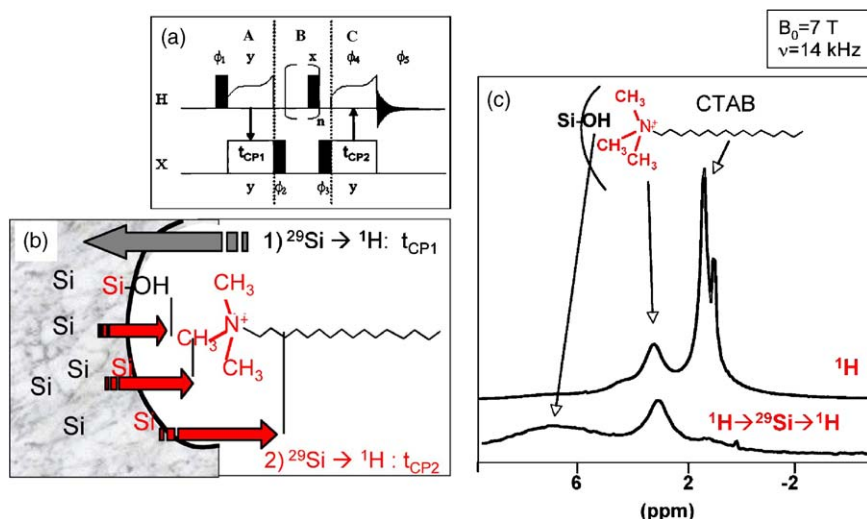 (a)
A B C
ϕ1 y x ϕ4 ϕ5
H
n
X
tCP1 tCP2
y ϕ2 ϕ3 y
(b)
1) ²⁹Si → ¹H: tCP1
Si
Si-OH
CH3
Si
CH3 N+
Si Si
CH3
Si
Si Si
2) ²⁹Si → ¹H : tCP2
B0=7 T
ν=14 kHz
(c)
CTAB
CH3
Si-OH
N+
CH3
CH3
¹H
¹H→²⁹Si→¹H
6 2 -2
(ppm)